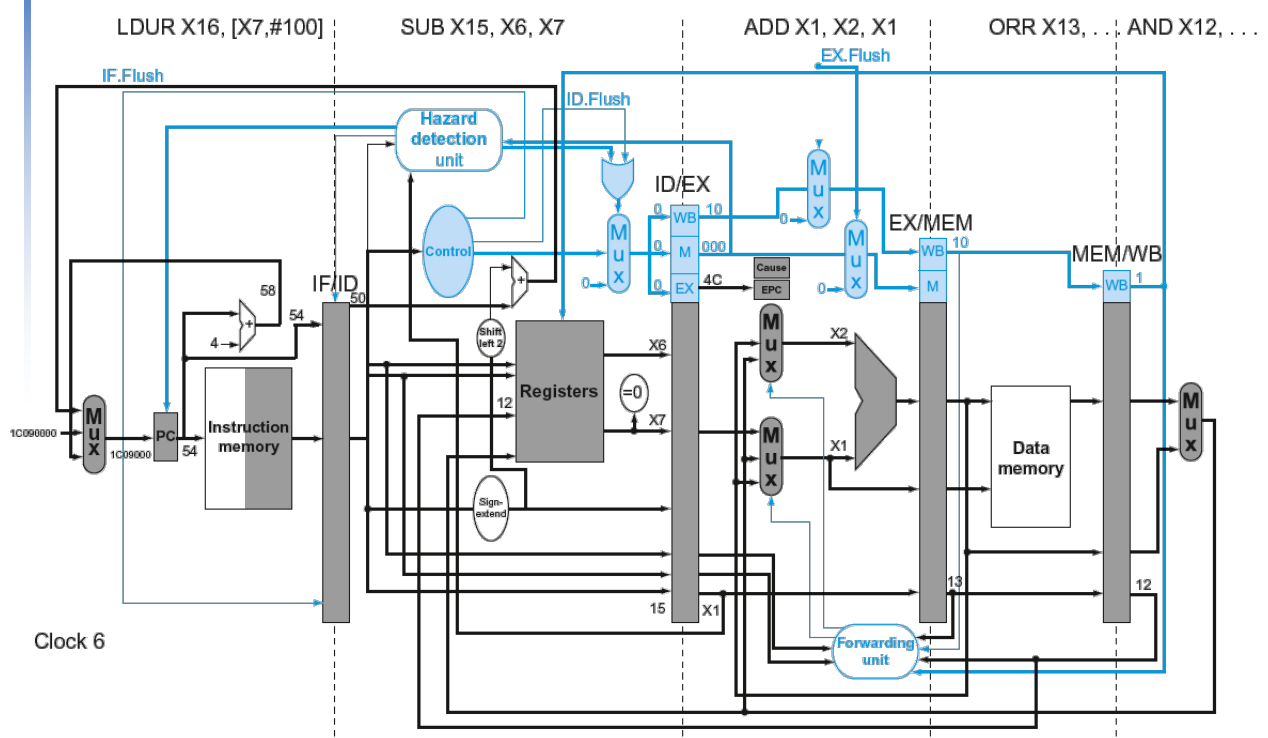 LDUR X16, [X7,#100] SUB X15, X6, X7 ADD X1, X2, X1 ORR X13, . . . AND X12, . . .
EX.Flush
IF.Flush
ID.Flush
Hazard
detection
unit
ID/EX
Mux
0 WB 10
0
EX/MEM
Control
Mux
0 M 000
Mux
WB 10
MEM/WB
0
0 EX 4C
Cause
EPC
0
M
WB 1
IF/ID
50
58
54
+
+
4
Shift
left 2
Registers
X6
=0
X7
12
Mux
X2
Mux
X1
Mux
1C090000
1C09000
PC
54
Instruction
memory
Data
memory
Mux
Sign-
extend
15
X1
13
12
Forwarding
unit
Clock 6